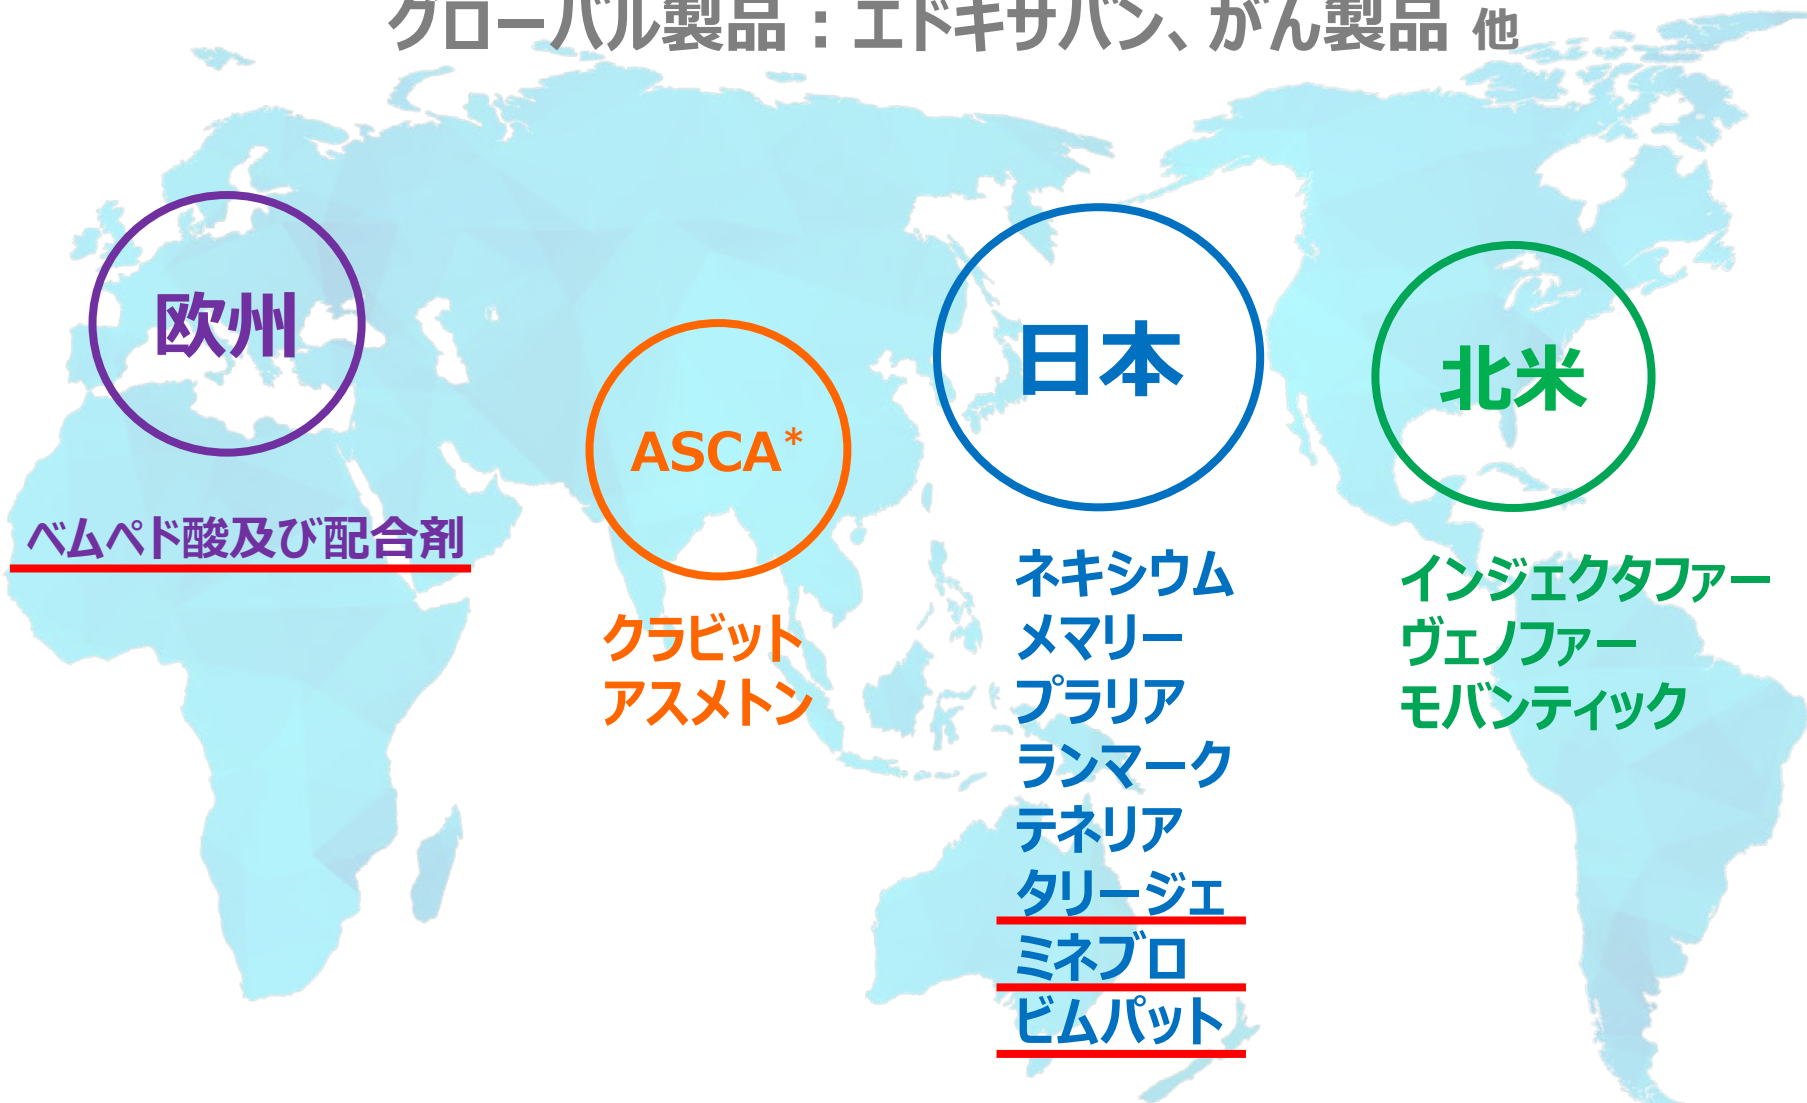 グローバル製品：エドキサバン、がん製品 他
欧州
ベムペド酸及び配合剤
ASCA*
クラビット
アスメトン
日本
ネキシウム
メマリー
プラリア
ランマーク
テネリア
タリージェ
ミネブロ
ビムパット
北米
インジェクタファー
ヴェノファー
モバンティック